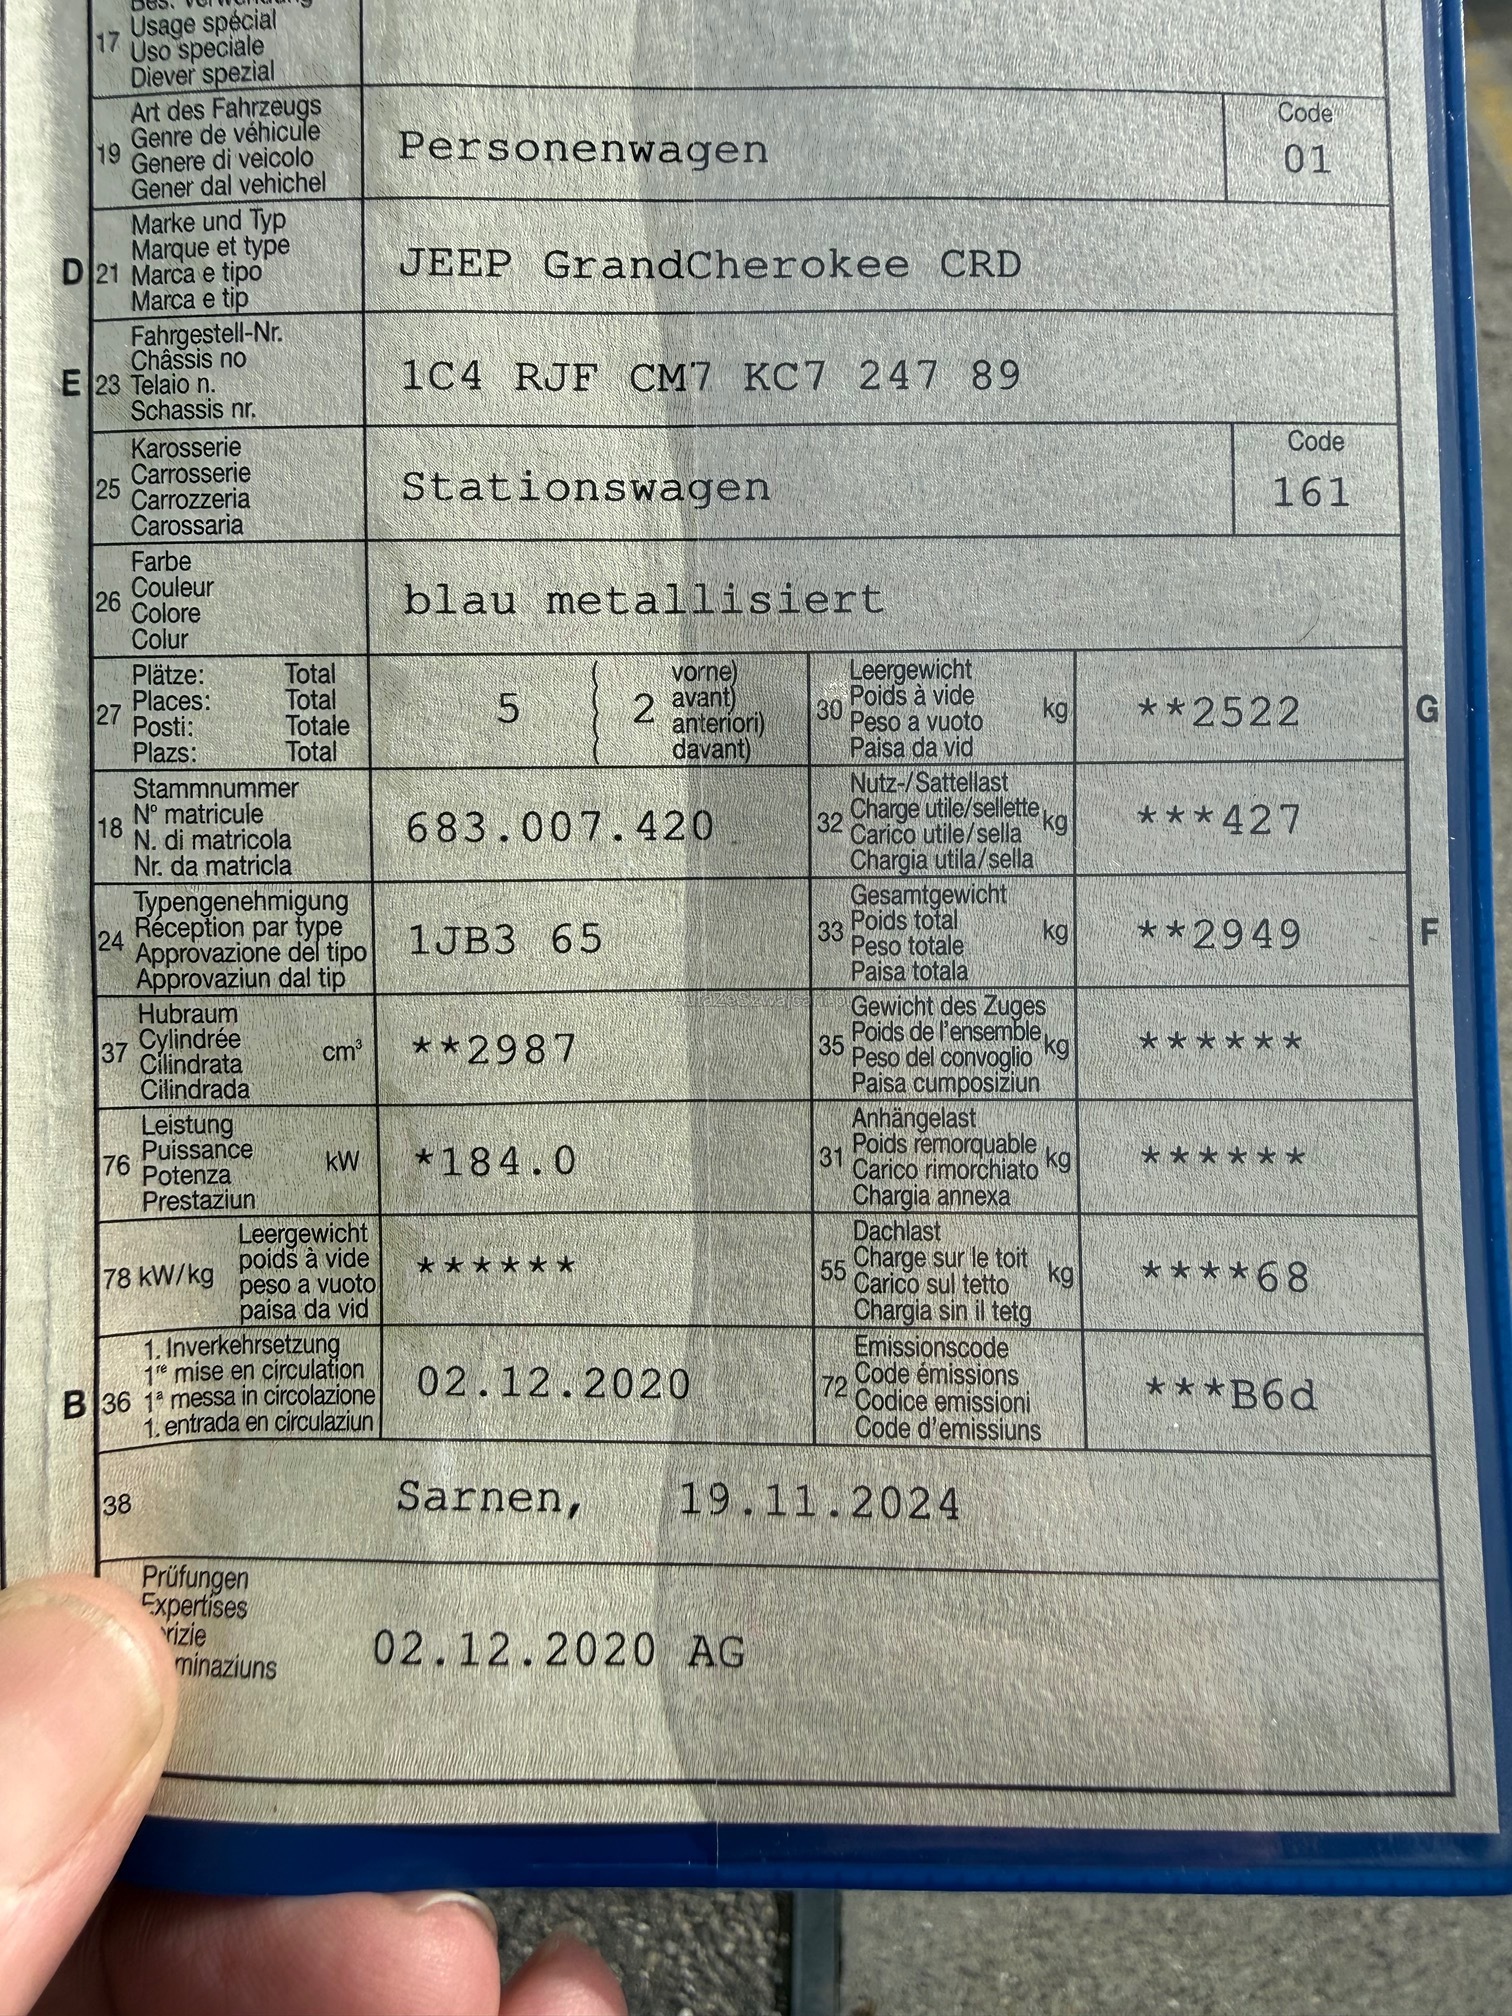 17 Usage spécial
Uso speciale
Diever spezial
19 Art des Fahrzeugs
Genre de véhicule
Genere di veicolo
Gener dal vehichel
Personenwagen
Code
01
D 21 Marke und Typ
Marque et type
Marca e tipo
Marca e tip
JEEP GrandCherokee CRD
E 23 Fahrgestell-Nr.
Châssis no
Telaio n.
Schassis nr.
1C4 RJF CM7 KC7 247 89
25 Karosserie
Carrosserie
Carrozzeria
Carossaria
Stationswagen
Code
161
26 Farbe
Couleur
Colore
Colur
blau metallisiert
27 Plätze: Total
Places: Total
Posti: Totale
Plazs: Total
5 ( 2 vorne)
avant)
anteriori)
davant)
30 Leergewicht
Poids à vide
Peso a vuoto
Paisa da vid
kg
**2522
G
18 Stammnummer
N° matricule
N. di matricola
Nr. da matricla
683.007.420
32 Nutz-/Sattellast
Charge utile/sellette
Carico utile/sella
Chargia utila/sella
kg
***427
24 Typengenehmigung
Réception par type
Approvazione del tipo
Approvaziun dal tip
1JB3 65
33 Gesamtgewicht
Poids total
Peso totale
Paisa totala
kg
**2949
F
37 Hubraum
Cylindrée
Cilindrata
Cilindrada
cm³
**2987
35 Gewicht des Zuges
Poids de l'ensemble
Peso del convoglio
Paisa cumposiziun
kg
******
76 Leistung
Puissance
Potenza
Prestaziun
kW
*184.0
31 Anhängelast
Poids remorquable
Carico rimorchiato
Chargia annexa
kg
******
78 kW/kg
Leergewicht
poids à vide
peso a vuoto
paisa da vid
******
55 Dachlast
Charge sur le toit
Carico sul tetto
Chargia sin il tetg
kg
****68
B 36 1. Inverkehrsetzung
1re mise en circulation
1a messa in circolazione
1. entrada en circulaziun
02.12.2020
72 Emissionscode
Code émissions
Codice emissioni
Code d'emissiuns
***B6d
38
Sarnen, 19.11.2024
Prüfungen
Expertises
02.12.2020 AG